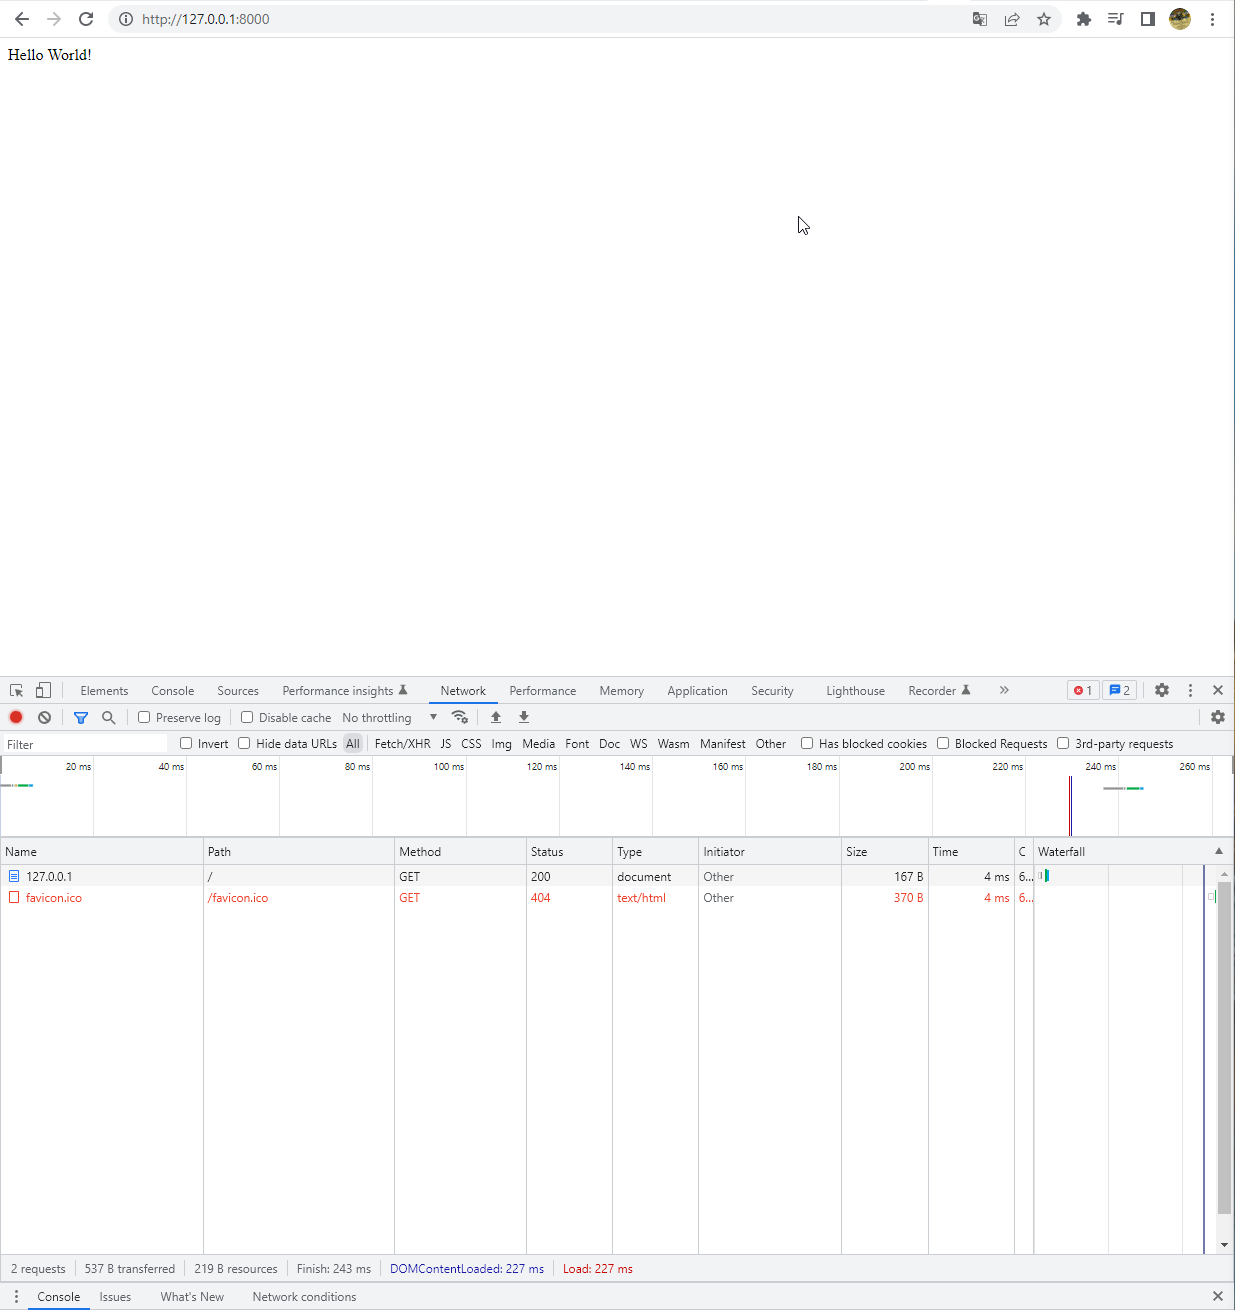 http://127.0.0.1:8000
Hello World!
Elements Console Sources Performance insights Network Performance Memory Application Security Lighthouse Recorder » 1 2
Preserve log Disable cache No throttling
Filter Invert Hide data URLs All Fetch/XHR JS CSS Img Media Font Doc WS Wasm Manifest Other Has blocked cookies Blocked Requests 3rd-party requests
20 ms 40 ms 60 ms 80 ms 100 ms 120 ms 140 ms 160 ms 180 ms 200 ms 220 ms 240 ms 260 ms
Name Path Method Status Type Initiator Size Time C Waterfall
127.0.0.1 / GET 200 document Other 167 B 4 ms 6...
favicon.ico /favicon.ico GET 404 text/html Other 370 B 4 ms 6...
2 requests 537 B transferred 219 B resources Finish: 243 ms DOMContentLoaded: 227 ms Load: 227 ms
Console Issues What's New Network conditions